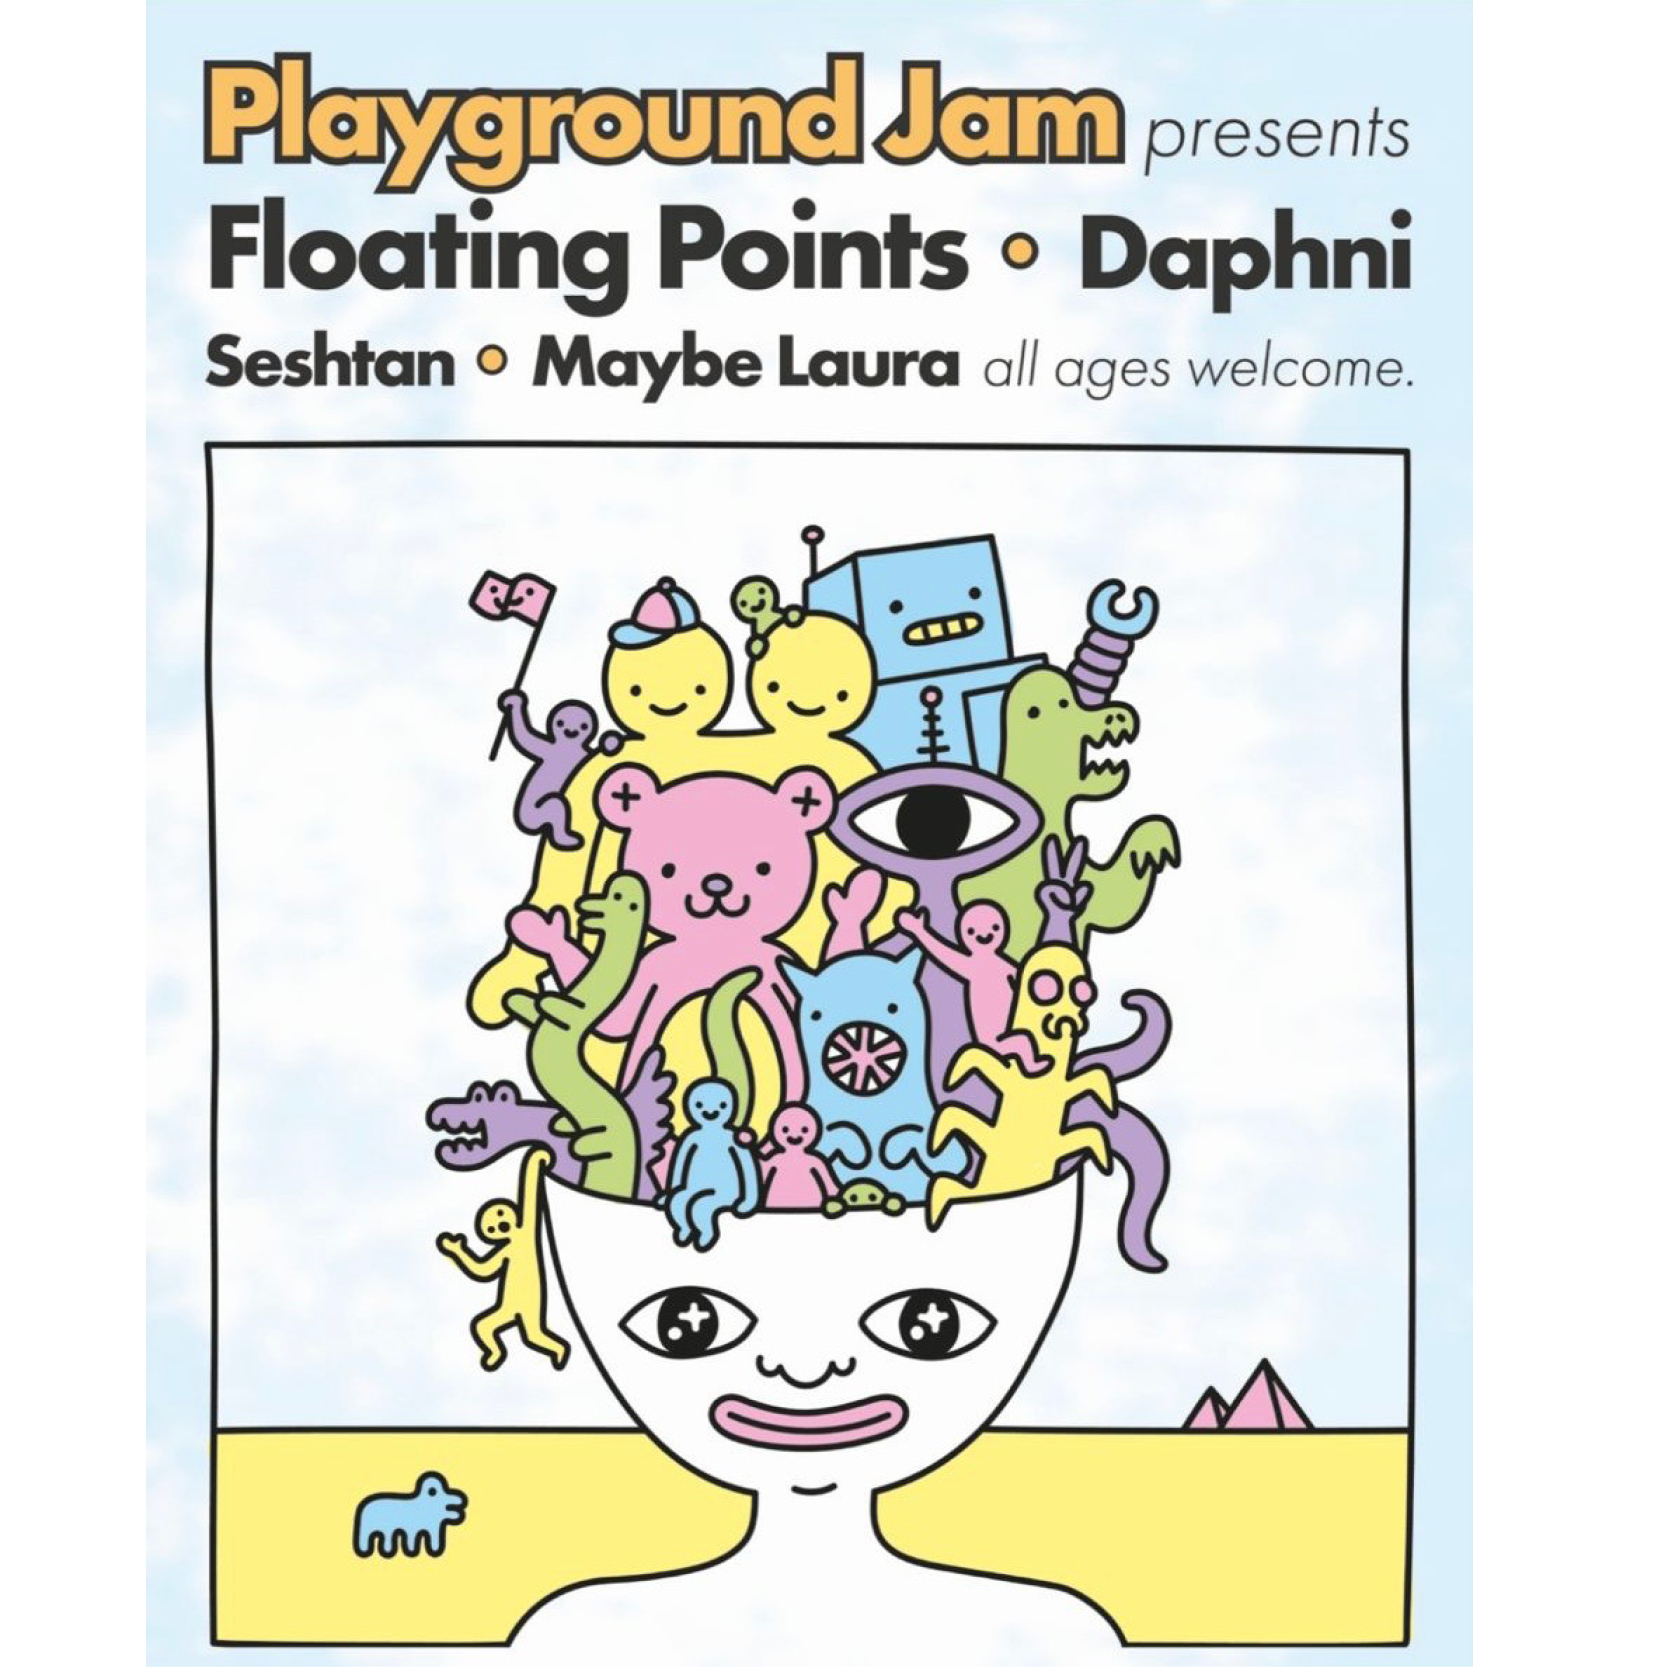 Playground Jam presents
Floating Points • Daphni
Seshtan • Maybe Laura all ages welcome.